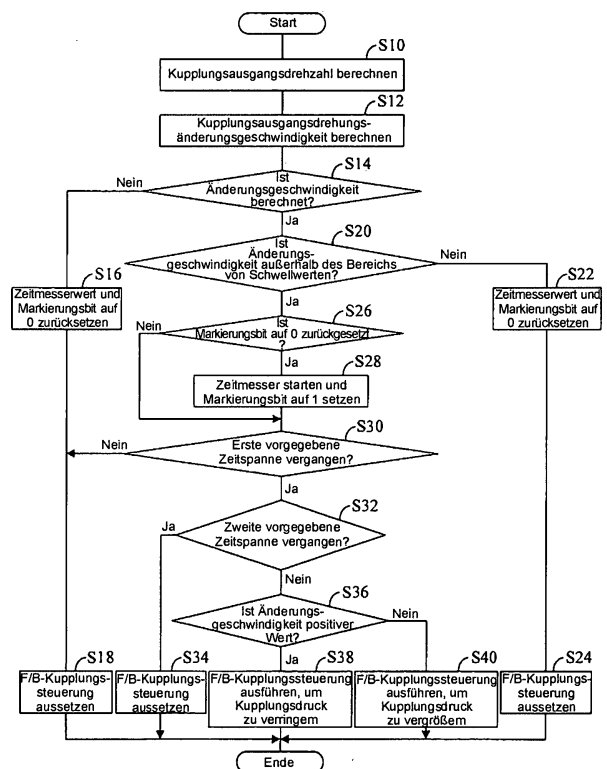 Start
S10
Kupplungsausgangsdrehzahl berechnen
S12
Kupplungsausgangsdrehungs-
änderungsgeschwindigkeit berechnen
S14
Nein
Ist
Änderungsgeschwindigkeit
berechnet?
Ja
S20
Ist
Änderungs-
geschwindigkeit außerhalb des Bereichs
von Schwellwerten?
Nein
S16
Zeitmesserwert und
Markierungsbit auf
0 zurücksetzen
Ja
S22
Zeitmesserwert und
Markierungsbit auf
0 zurücksetzen
S26
Nein
Ist
Markierungsbit auf 0 zurückgesetzt
?
Ja
S28
Zeitmesser starten und
Markierungsbit auf 1 setzen
S30
Nein
Erste vorgegebene
Zeitspanne vergangen?
Ja
S32
Ja
Zweite vorgegebene
Zeitspanne vergangen?
Nein
S36
Ist Änderungs-
geschwindigkeit positiver
Wert?
Nein
Ja
S18
F/B-Kupplungs-
steuerung
aussetzen
S34
F/B-Kupplungs-
steuerung
aussetzen
S38
F/B-Kupplungssteuerung
ausführen, um
Kupplungsdruck
zu verringern
S40
F/B-Kupplungssteuerung
ausführen, um
Kupplungsdruck
zu vergrößern
S24
F/B-Kupplungs-
steuerung
aussetzen
Ende